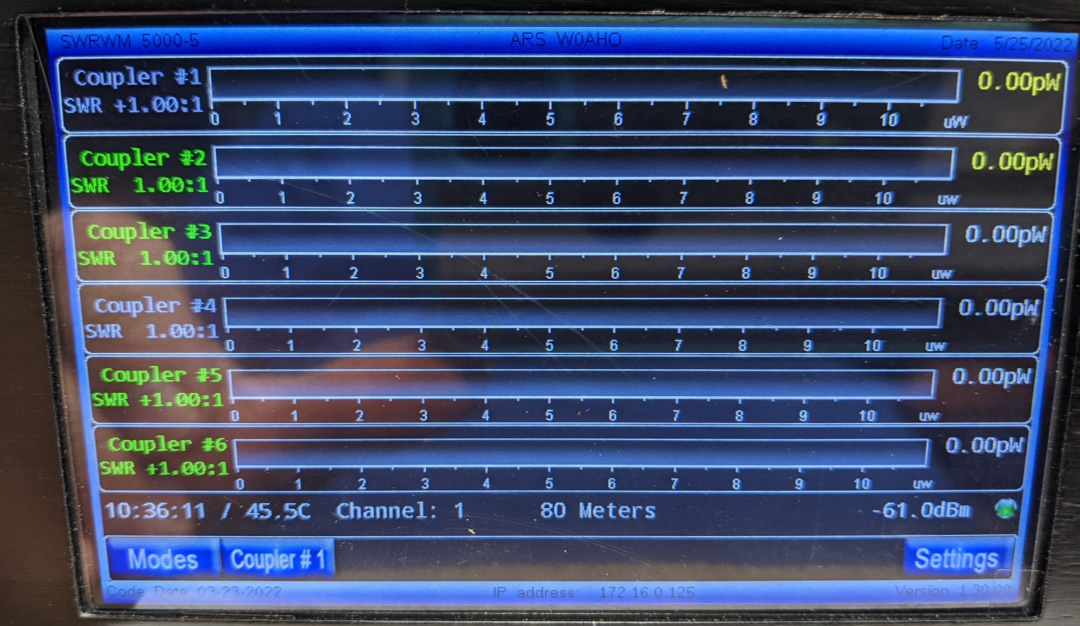 SWRWM 5000-5 ARS W0AHO Date: 5/25/2022
Coupler #1 0.00pW
SWR +1.00:1 0 1 2 3 4 5 6 7 8 9 10 uW
Coupler #2 0.00pW
SWR 1.00:1 0 1 2 3 4 5 6 7 8 9 10 uW
Coupler #3 0.00pW
SWR 1.00:1 0 1 2 3 4 5 6 7 8 9 10 uW
Coupler #4 0.00pW
SWR 1.00:1 0 1 2 3 4 5 6 7 8 9 10 uW
Coupler #5 0.00pW
SWR +1.00:1 0 1 2 3 4 5 6 7 8 9 10 uW
Coupler #6 0.00pW
SWR +1.00:1 0 1 2 3 4 5 6 7 8 9 10 uW
10:36:11 / 45.5C Channel: 1 80 Meters -61.0dBm
Modes Coupler # 1 Settings
Code Date 03-23-2022 IP address: 172.16.0.125 Version 1.30.00